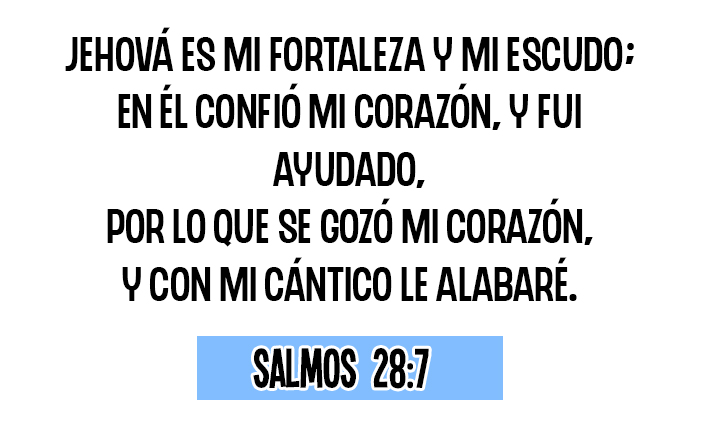 JEHOVÁ ES MI FORTALEZA Y MI ESCUDO;
EN ÉL CONFIÓ MI CORAZÓN, Y FUI
AYUDADO,
POR LO QUE SE GOZÓ MI CORAZÓN,
Y CON MI CÁNTICO LE ALABARÉ.
SALMOS 28:7